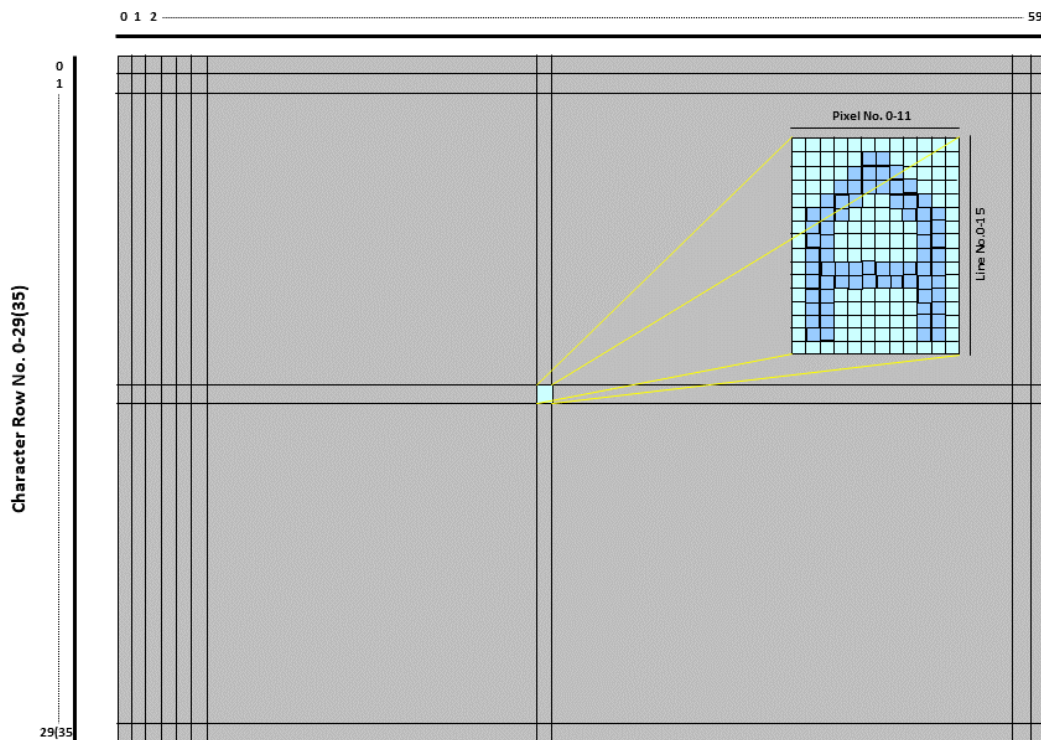 0 1 2 59
0
1
Pixel No. 0-11
Line No.0-15
Character Row No. 0-29(35)
29(35